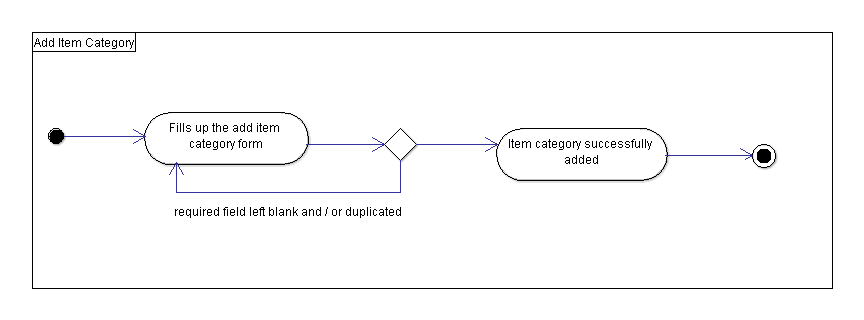 Add Item Category
Fills up the add item
category form
Item category successfully
added
required field left blank and / or duplicated